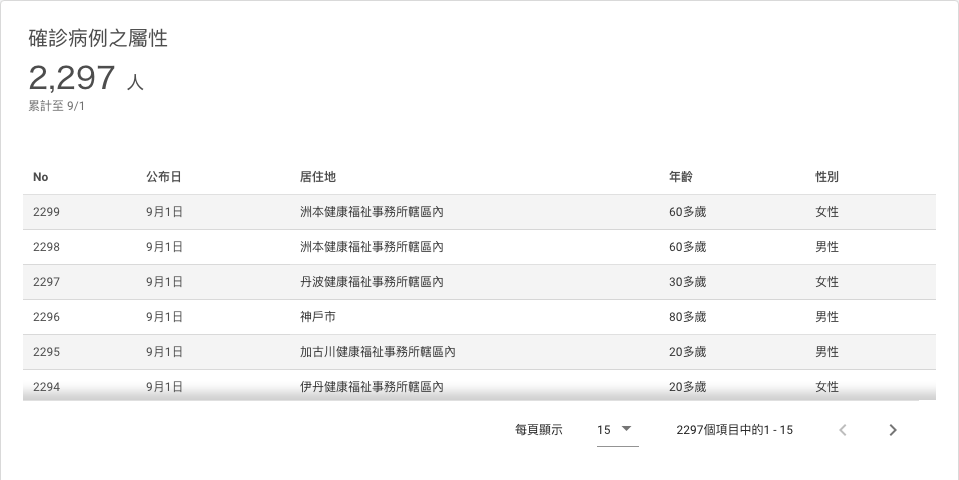 確診病例之屬性
2,297 人
累計至 9/1
No 公布日 居住地 年齡 性別
2299 9月1日 洲本健康福祉事務所轄區內 60多歲 女性
2298 9月1日 洲本健康福祉事務所轄區內 60多歲 男性
2297 9月1日 丹波健康福祉事務所轄區內 30多歲 女性
2296 9月1日 神戶市 80多歲 男性
2295 9月1日 加古川健康福祉事務所轄區內 20多歲 男性
2294 9月1日 伊丹健康福祉事務所轄區內 20多歲 女性
每頁顯示 15 2297個項目中的1 - 15